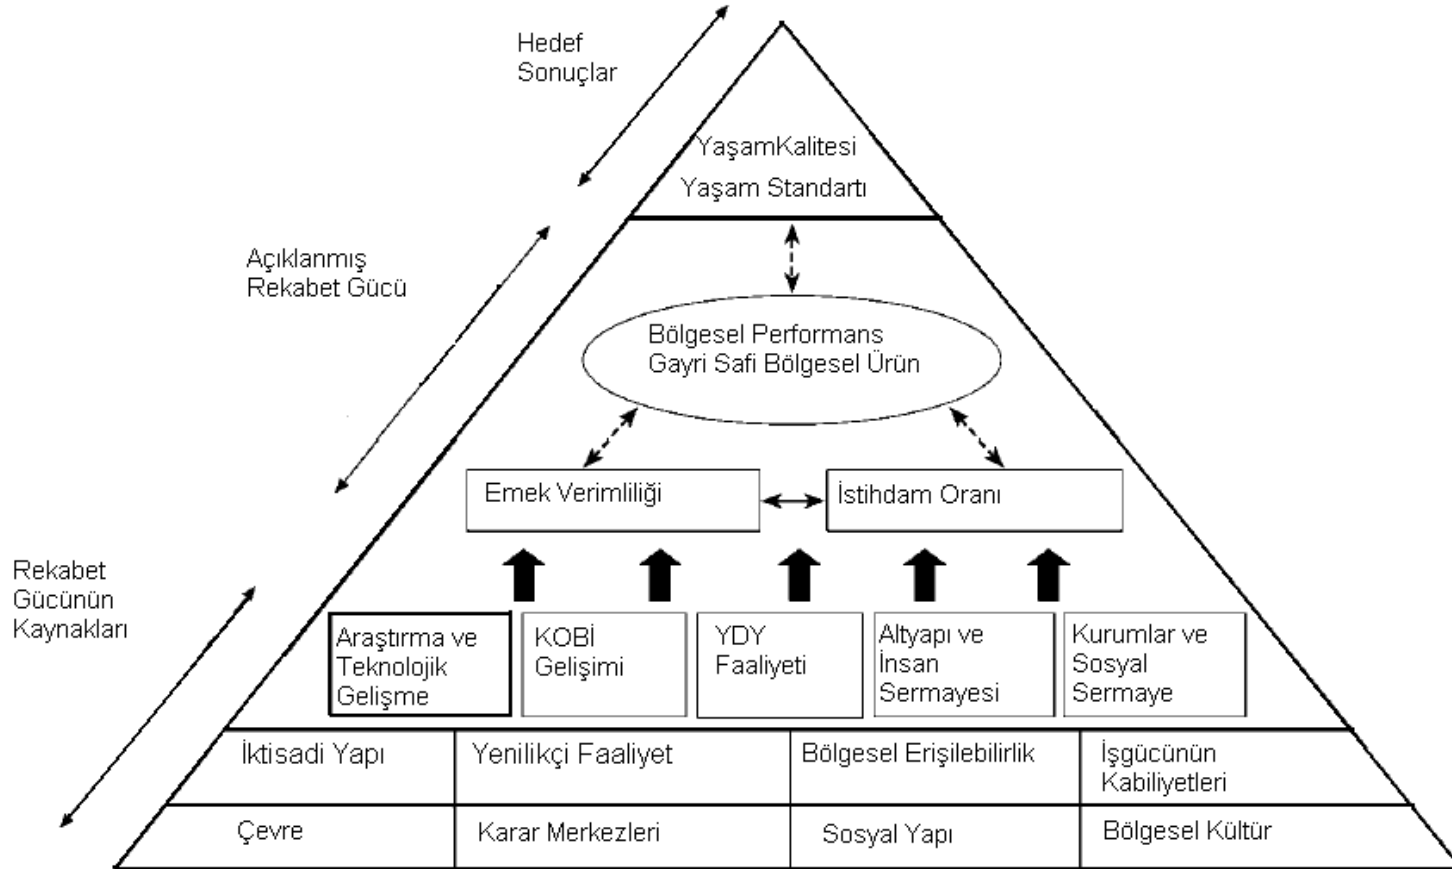 Hedef
Sonuçlar
YaşamKalitesi
Yaşam Standartı
Açıklanmış
Rekabet Gücü
Bölgesel Performans
Gayri Safi Bölgesel Ürün
Emek Verimliliği
İstihdam Oranı
Rekabet
Gücünün
Kaynakları
Araştırma ve
Teknolojik
Gelişme
KOBİ
Gelişimi
YDY
Faaliyeti
Altyapı ve
İnsan
Sermayesi
Kurumlar ve
Sosyal
Sermaye
İktisadi Yapı
Yenilikçi Faaliyet
Bölgesel Erişilebilirlik
İşgücünün
Kabiliyetleri
Çevre
Karar Merkezleri
Sosyal Yapı
Bölgesel Kültür